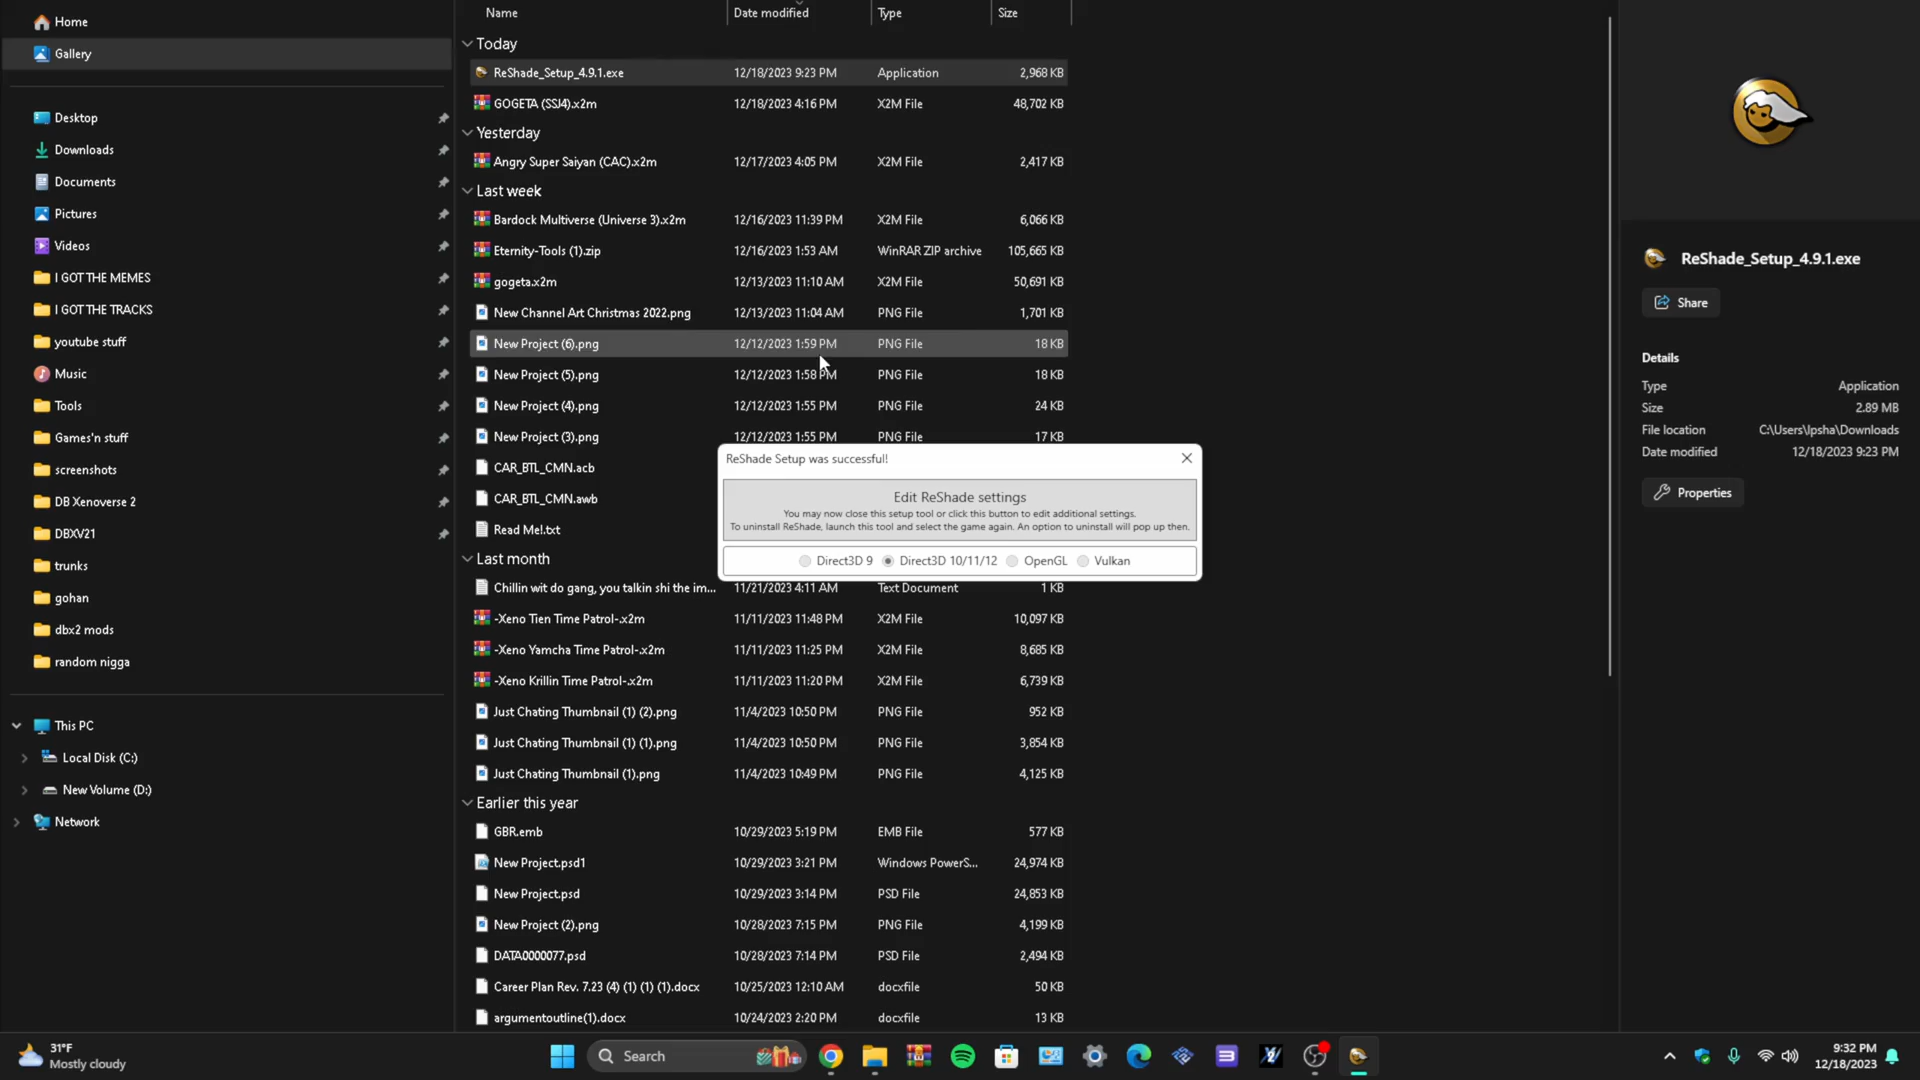 Home
Gallery
Desktop
Downloads
Documents
Pictures
Videos
I GOT THE MEMES
I GOT THE TRACKS
youtube stuff
Music
Tools
Games'n stuff
screenshots
DB Xenoverse 2
DBXV21
trunks
gohan
dbx2 mods
random nigga
This PC
Local Disk (C:)
New Volume (D:)
Network
Name Date modified Type Size
Today
ReShade_Setup_4.9.1.exe 12/18/2023 9:23 PM Application 2,968 KB
GOGETA (SSJ4).x2m 12/18/2023 4:16 PM X2M File 48,702 KB
Yesterday
Angry Super Saiyan (CAC).x2m 12/17/2023 4:05 PM X2M File 2,417 KB
Last week
Bardock Multiverse (Universe 3).x2m 12/16/2023 11:39 PM X2M File 6,066 KB
Eternity-Tools (1).zip 12/16/2023 1:53 AM WinRAR ZIP archive 105,665 KB
gogeta.x2m 12/13/2023 11:10 AM X2M File 50,691 KB
New Channel Art Christmas 2022.png 12/13/2023 11:04 AM PNG File 1,701 KB
New Project (6).png 12/12/2023 1:59 PM PNG File 18 KB
New Project (5).png 12/12/2023 1:58 PM PNG File 18 KB
New Project (4).png 12/12/2023 1:55 PM PNG File 24 KB
New Project (3).png 12/12/2023 1:55 PM PNG File 17 KB
CAR_BTL_CMN.acb
CAR_BTL_CMN.awb
Read Me!.txt
Last month
Chillin wit do gang, you talkin shi the im... 11/21/2023 4:11 AM Text Document 1 KB
-Xeno Tien Time Patrol-.x2m 11/11/2023 11:48 PM X2M File 10,097 KB
-Xeno Yamcha Time Patrol-.x2m 11/11/2023 11:25 PM X2M File 8,685 KB
-Xeno Krillin Time Patrol-.x2m 11/11/2023 11:20 PM X2M File 6,739 KB
Just Chating Thumbnail (1) (2).png 11/4/2023 10:50 PM PNG File 952 KB
Just Chating Thumbnail (1) (1).png 11/4/2023 10:50 PM PNG File 3,854 KB
Just Chating Thumbnail (1).png 11/4/2023 10:49 PM PNG File 4,125 KB
Earlier this year
GBR.emb 10/29/2023 5:19 PM EMB File 577 KB
New Project.psd1 10/29/2023 3:21 PM Windows PowerS... 24,974 KB
New Project.psd 10/29/2023 3:14 PM PSD File 24,853 KB
New Project (2).png 10/28/2023 7:15 PM PNG File 4,199 KB
DATA0000077.psd 10/28/2023 7:14 PM PSD File 2,494 KB
Career Plan Rev. 7.23 (4) (1) (1) (1).docx 10/25/2023 12:10 AM docxfile 50 KB
argumentoutline(1).docx 10/24/2023 2:20 PM docxfile 13 KB
ReShade Setup was successful!
Edit ReShade settings
You may now close this setup tool or click this button to edit additional settings.
To uninstall ReShade, launch this tool and select the game again. An option to uninstall will pop up then.
Direct3D 9 Direct3D 10/11/12 OpenGL Vulkan
ReShade_Setup_4.9.1.exe
Share
Details
Type Application
Size 2.89 MB
File location C:\Users\lpsha\Downloads
Date modified 12/18/2023 9:23 PM
Properties
31°F
Mostly cloudy
Search
9:32 PM
12/18/2023